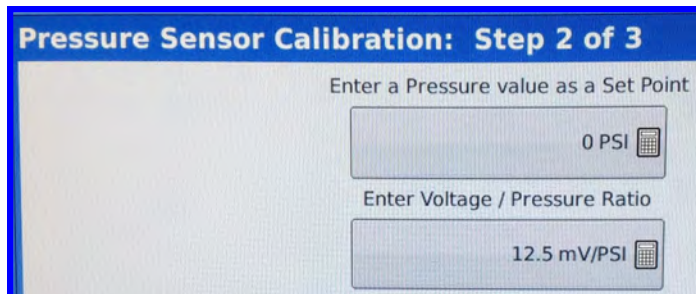 Pressure Sensor Calibration: Step 2 of 3
Enter a Pressure value as a Set Point
0 PSI
Enter Voltage / Pressure Ratio
12.5 mV/PSI